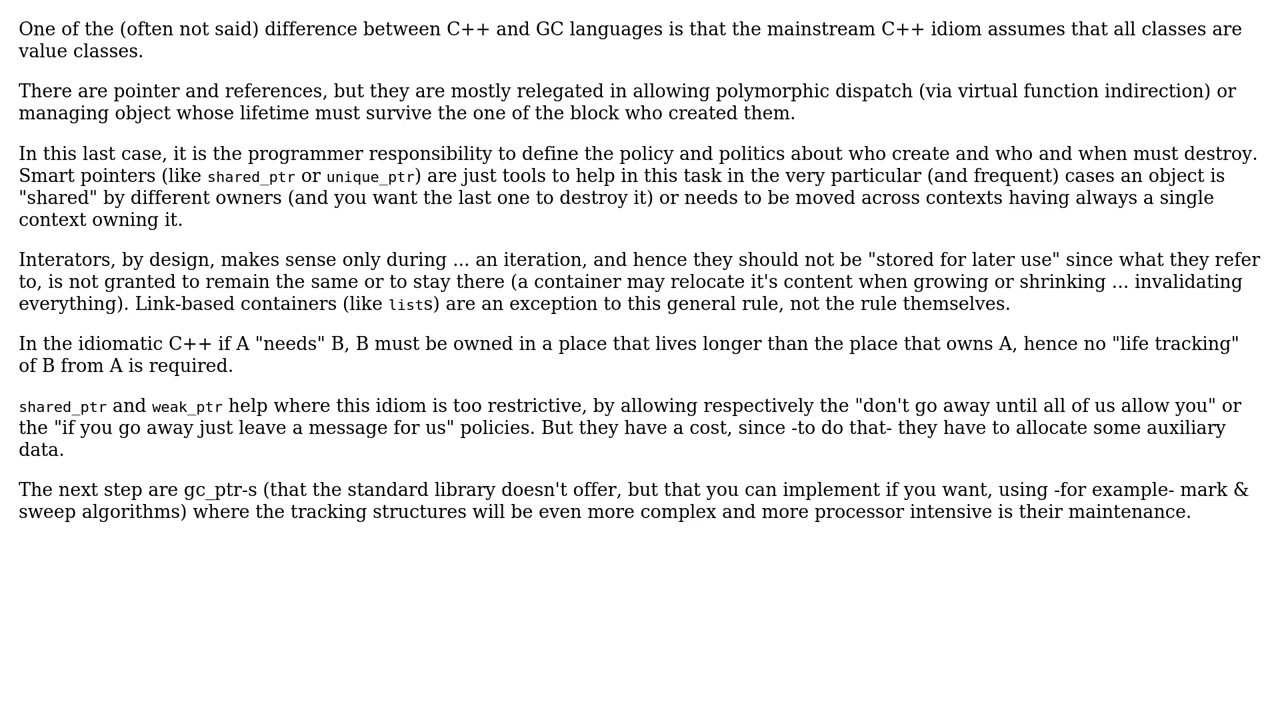 One of the (often not said) difference between C++ and GC languages is that the mainstream C++ idiom assumes that all classes are
value classes.
There are pointer and references, but they are mostly relegated in allowing polymorphic dispatch (via virtual function indirection) or
managing object whose lifetime must survive the one of the block who created them.
In this last case, it is the programmer responsibility to define the policy and politics about who create and who and when must destroy.
Smart pointers (like shared_ptr or unique_ptr) are just tools to help in this task in the very particular (and frequent) cases an object is
"shared" by different owners (and you want the last one to destroy it) or needs to be moved across contexts having always a single
context owning it.
Interators, by design, makes sense only during ... an iteration, and hence they should not be "stored for later use" since what they refer
to, is not granted to remain the same or to stay there (a container may relocate it's content when growing or shrinking ... invalidating
everything). Link-based containers (like lists) are an exception to this general rule, not the rule themselves.
In the idiomatic C++ if A "needs" B, B must be owned in a place that lives longer than the place that owns A, hence no "life tracking"
of B from A is required.
shared_ptr and weak_ptr help where this idiom is too restrictive, by allowing respectively the "don't go away until all of us allow you" or
the "if you go away just leave a message for us" policies. But they have a cost, since -to do that- they have to allocate some auxiliary
data.
The next step are gc_ptr-s (that the standard library doesn't offer, but that you can implement if you want, using -for example- mark &
sweep algorithms) where the tracking structures will be even more complex and more processor intensive is their maintenance.